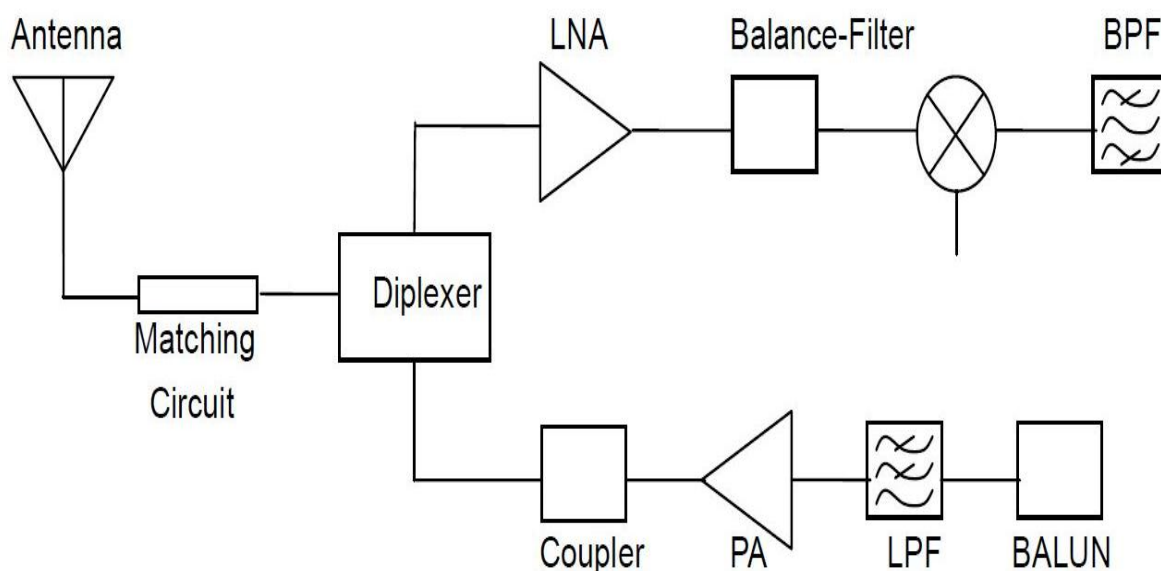 Antenna
LNA
Balance-Filter
BPF
Diplexer
Matching
Circuit
Coupler
PA
LPF
BALUN